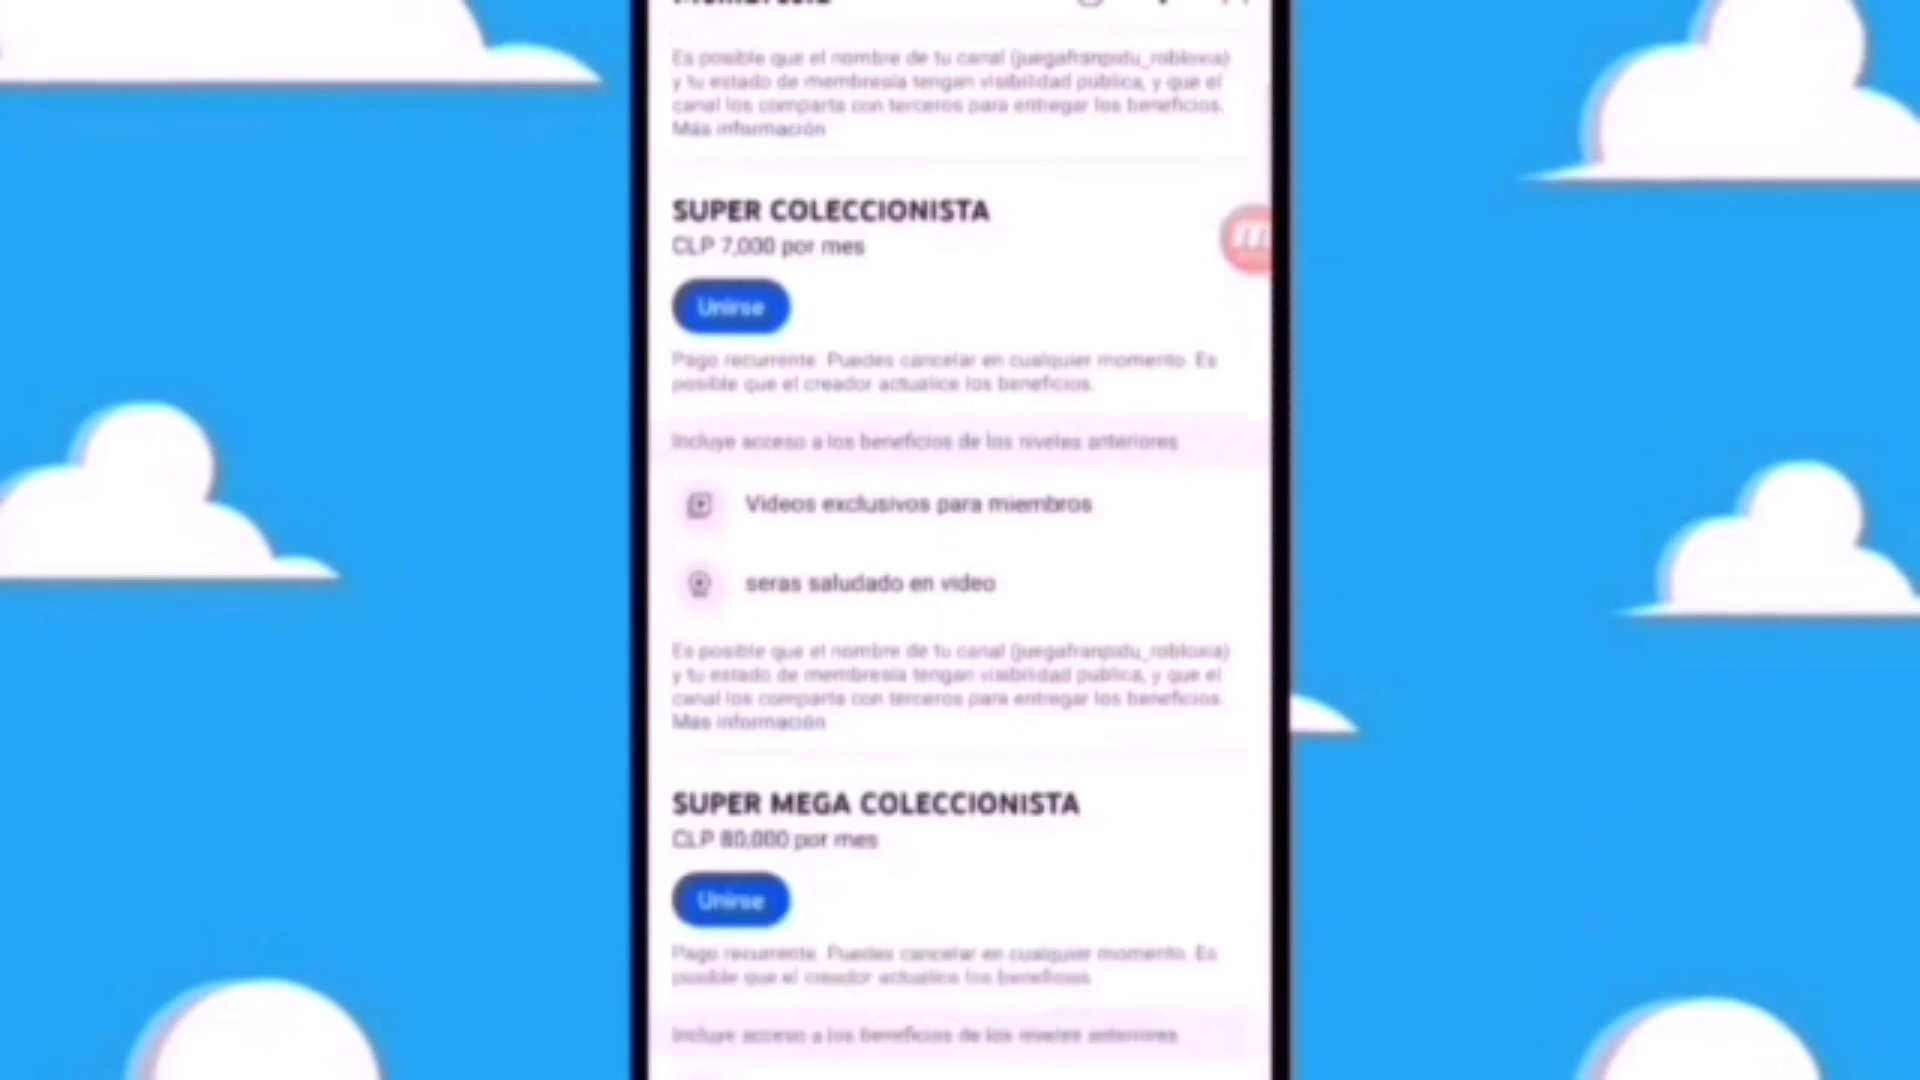 Es posible que el nombre de tu canal (juegafranpidu_robloxia)
y tu estado de membresía tengan visibilidad pública, y que el
canal los comparta con terceros para entregar los beneficios.
Más información
SUPER COLECCIONISTA
CLP 7,000 por mes
Unirse
Pago recurrente. Puedes cancelar en cualquier momento. Es
posible que el creador actualice los beneficios.
Incluye acceso a los beneficios de los niveles anteriores
Videos exclusivos para miembros
seras saludado en video
Es posible que el nombre de tu canal (juegafranpidu_robloxia)
y tu estado de membresía tengan visibilidad pública, y que el
canal los comparta con terceros para entregar los beneficios.
Más información
SUPER MEGA COLECCIONISTA
CLP 80,000 por mes
Unirse
Pago recurrente. Puedes cancelar en cualquier momento. Es
posible que el creador actualice los beneficios.
Incluye acceso a los beneficios de los niveles anteriores